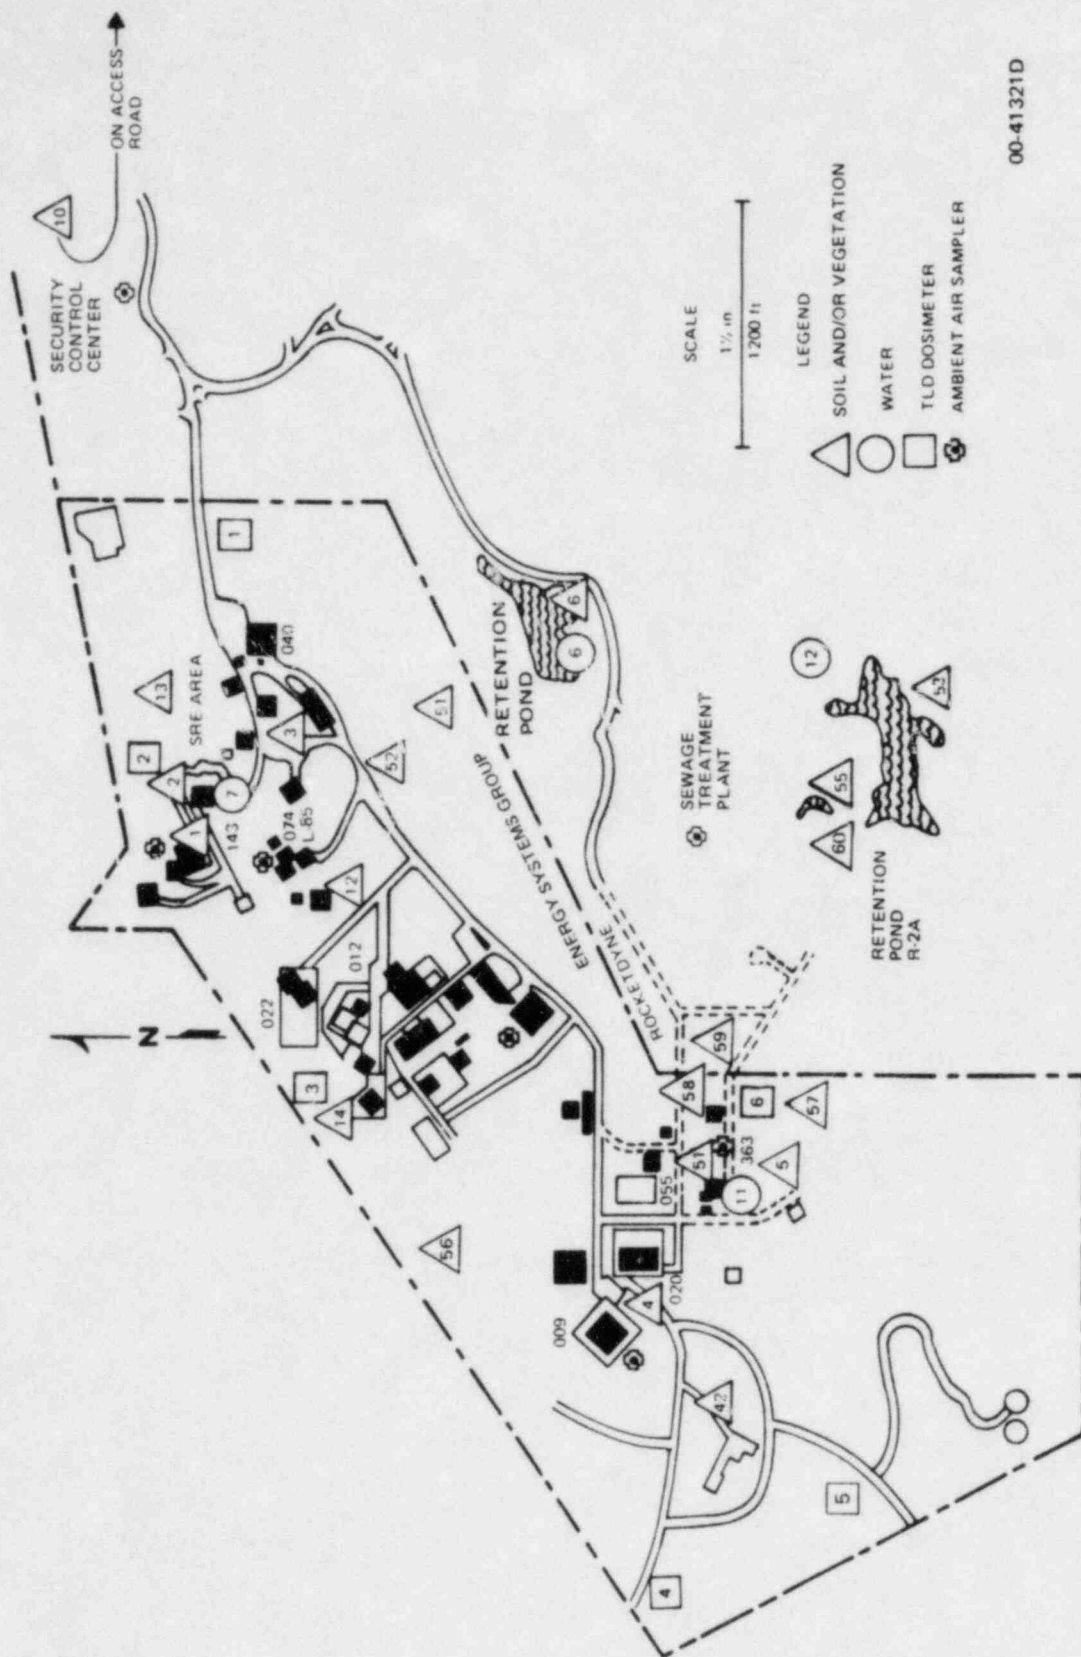 10
ON ACCESS
ROAD
SECURITY
CONTROL
CENTER
1
13
SRE AREA
040
2
2
3
7
1
143
074
L-85
12
51
52
RETENTION
POND
6
6
ENERGY SYSTEMS GROUP
ROCKETDYNE
022
012
N
3
14
56
SEWAGE
TREATMENT
PLANT
12
53
55
60
RETENTION
POND
R-2A
59
58
6
57
51
363
5
11
055
020
4
009
42
5
4
SCALE
1½ in.
1200 ft
LEGEND
SOIL AND/OR VEGETATION
WATER
TLD DOSIMETER
AMBIENT AIR SAMPLER
00-41321D